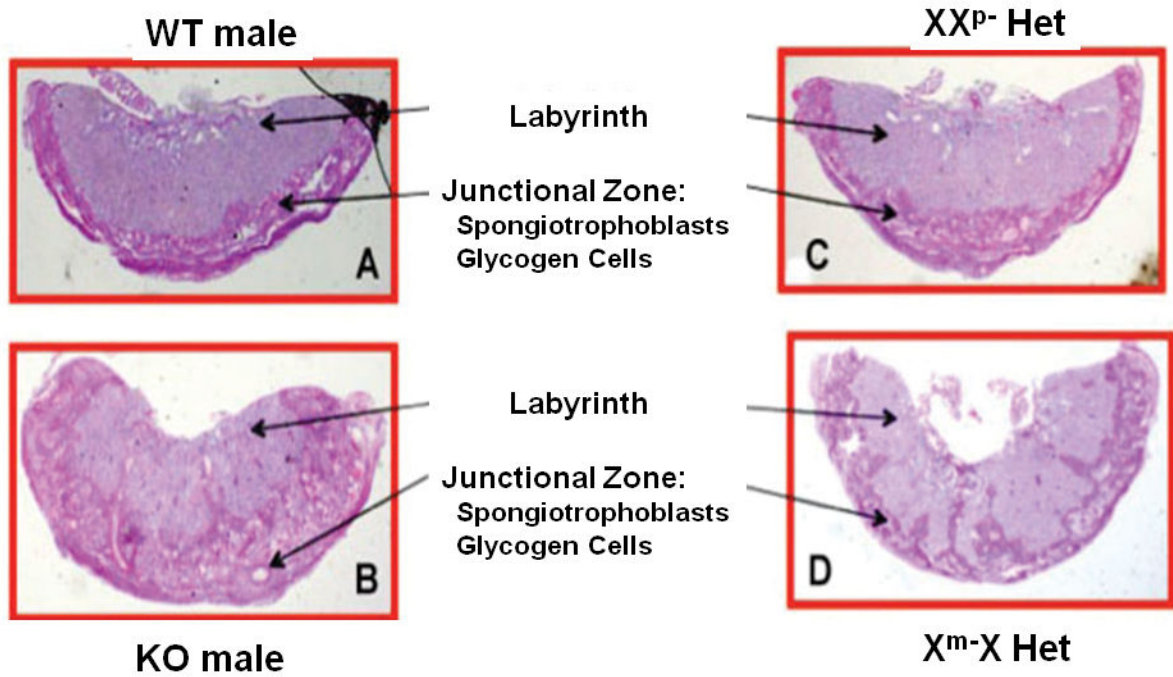 WT male
XXᵖ⁻ Het
Labyrinth
Junctional Zone:
Spongiotrophoblasts
Glycogen Cells
A
C
Labyrinth
Junctional Zone:
Spongiotrophoblasts
Glycogen Cells
B
D
KO male
Xᵐ⁻X Het